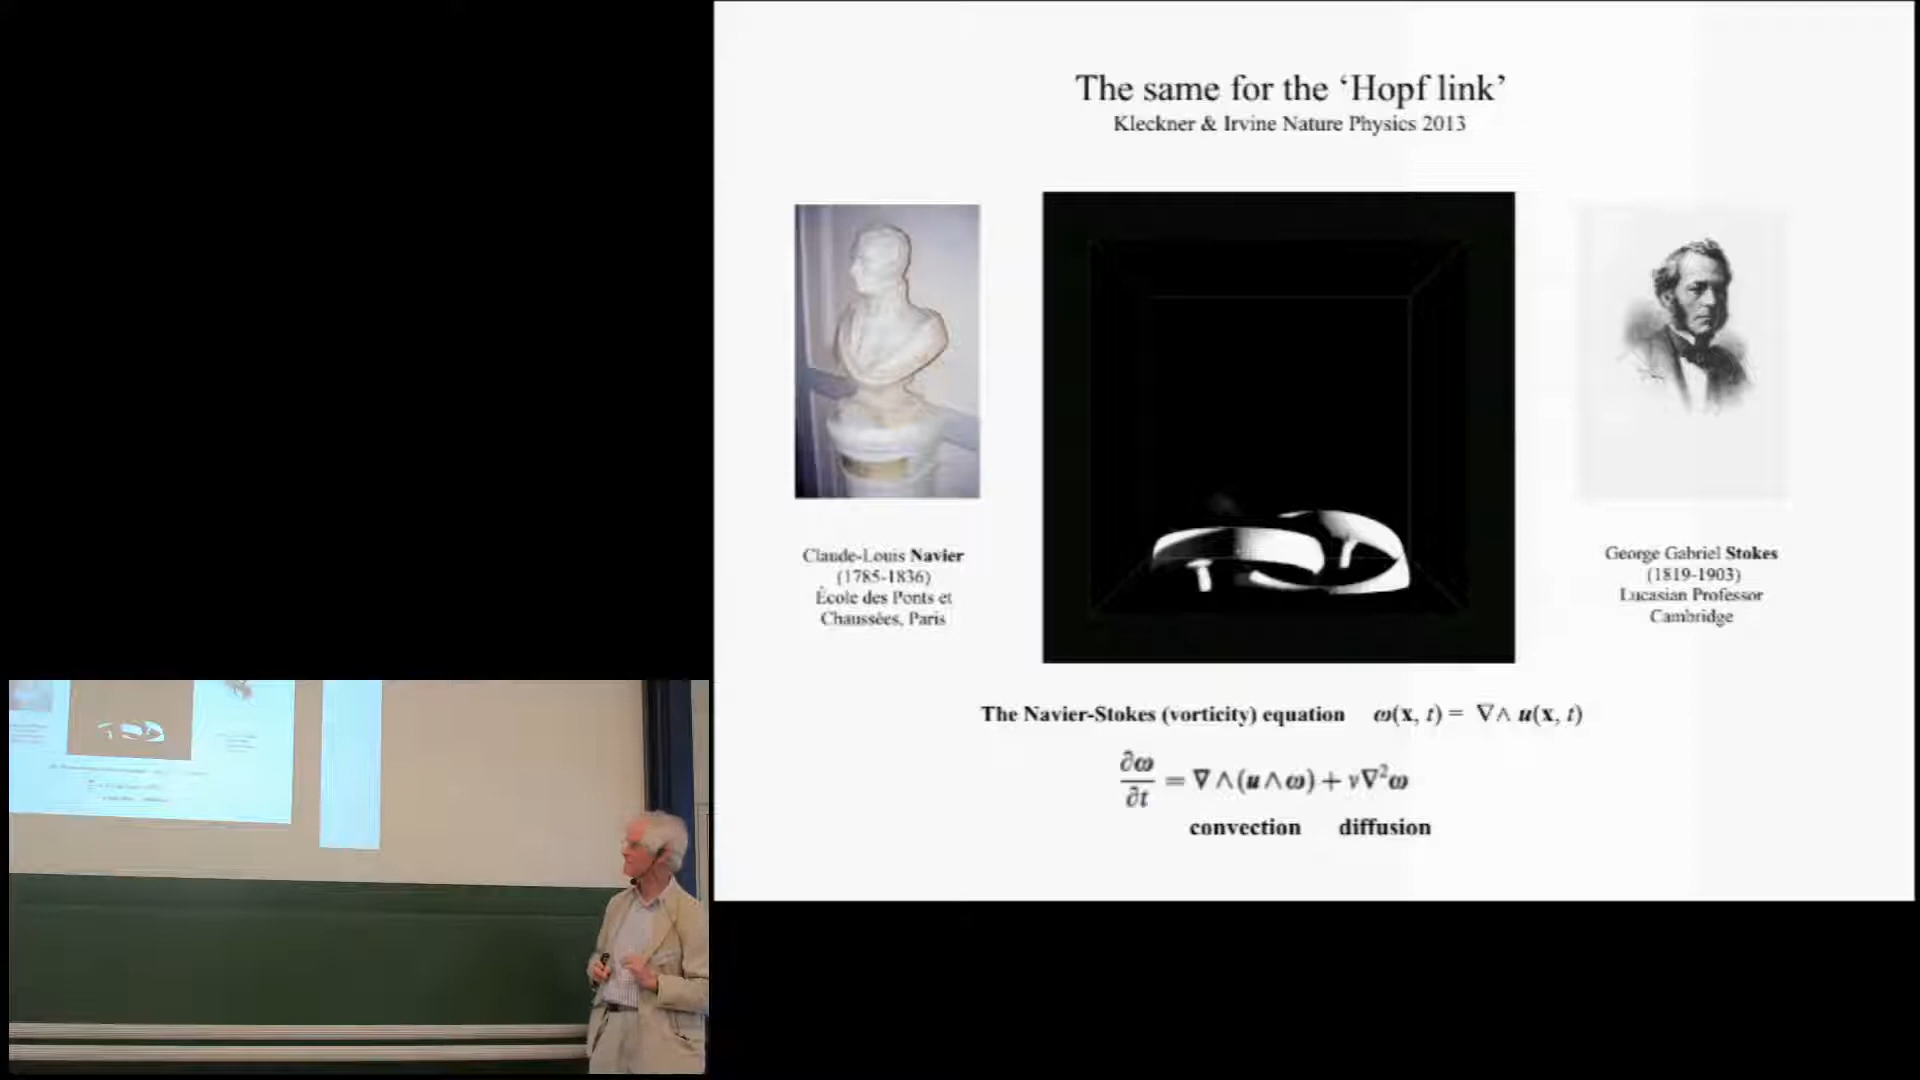 The same for the ‘Hopf link’
Kleckner & Irvine Nature Physics 2013
Claude-Louis Navier
(1785-1836)
École des Ponts et
Chaussées, Paris
George Gabriel Stokes
(1819-1903)
Lucasian Professor
Cambridge
The Navier-Stokes (vorticity) equation ω(x, t) = ∇∧ u(x, t)
∂ω/∂t = ∇∧(u∧ω) + ν∇²ω
convection diffusion